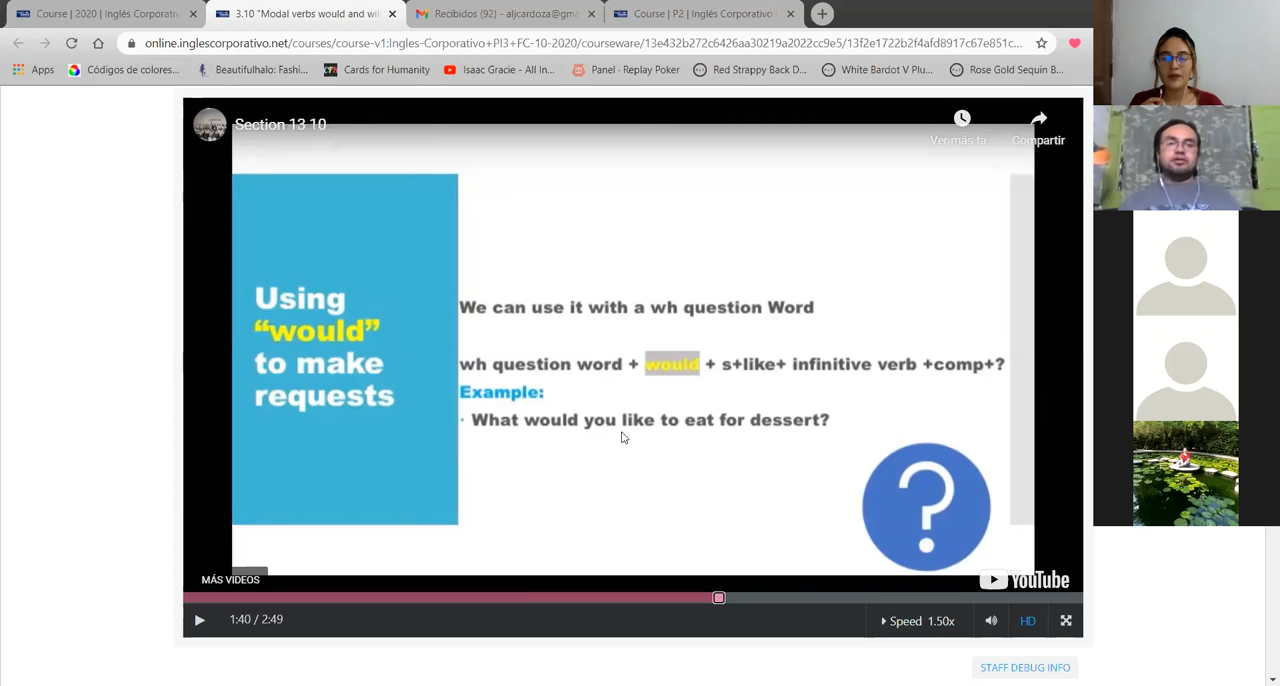 Course | 2020 | Inglés Corporativ
3.10 "Modal verbs would and wil
Recibidos (92) - aljcardoza@gma
Course | P2 | Inglés Corporativo
online.inglescorporativo.net/courses/course-v1:Ingles-Corporativo+PI3+FC-10-2020/courseware/13e432b272c6426aa30219a2022cc9e5/13f2e1722b2f4afd8917c67e851c...
Apps
Códigos de colores...
Beautifulhalo: Fashi...
Cards for Humanity
Isaac Gracie - All In...
Panel · Replay Poker
Red Strappy Back D...
White Bardot V Plu...
Rose Gold Sequin B...
Section 13 10
Ver más ta...
Compartir
Using
“would”
to make
requests
We can use it with a wh question Word
wh question word + would + s+like+ infinitive verb +comp+?
Example:
· What would you like to eat for dessert?
MÁS VIDEOS
YouTube
1:40 / 2:49
Speed 1.50x
HD
STAFF DEBUG INFO